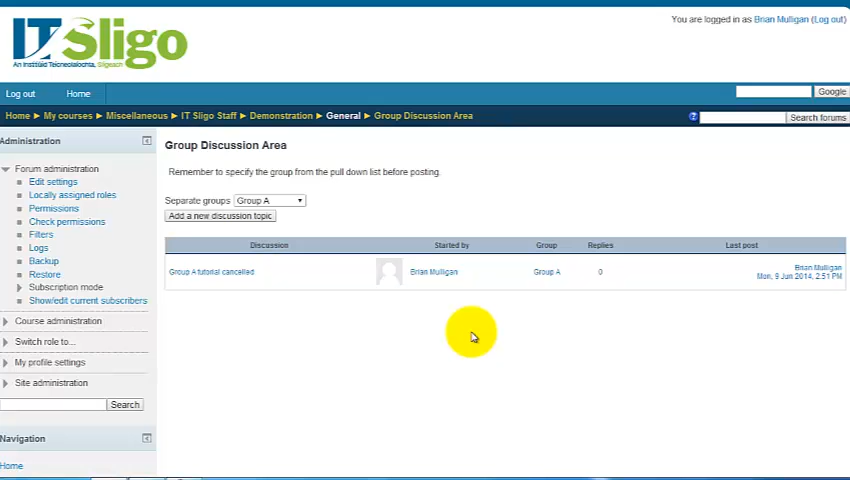 You are logged in as Brian Mulligan (Log out)
ITSligo
An Institiúid Teicneolaíochta, Sligeach
Log out Home Google
Home ► My courses ► Miscellaneous ► IT Sligo Staff ► Demonstration ► General ► Group Discussion Area Search forums
Administration
Forum administration
Edit settings
Locally assigned roles
Permissions
Check permissions
Filters
Logs
Backup
Restore
Subscription mode
Show/edit current subscribers
Course administration
Switch role to...
My profile settings
Site administration
Search
Navigation
Home
Group Discussion Area
Remember to specify the group from the pull down list before posting.
Separate groups Group A
Add a new discussion topic
Discussion Started by Group Replies Last post
Group A tutorial cancelled Brian Mulligan Group A 0 Brian Mulligan
Mon, 9 Jun 2014, 2:51 PM